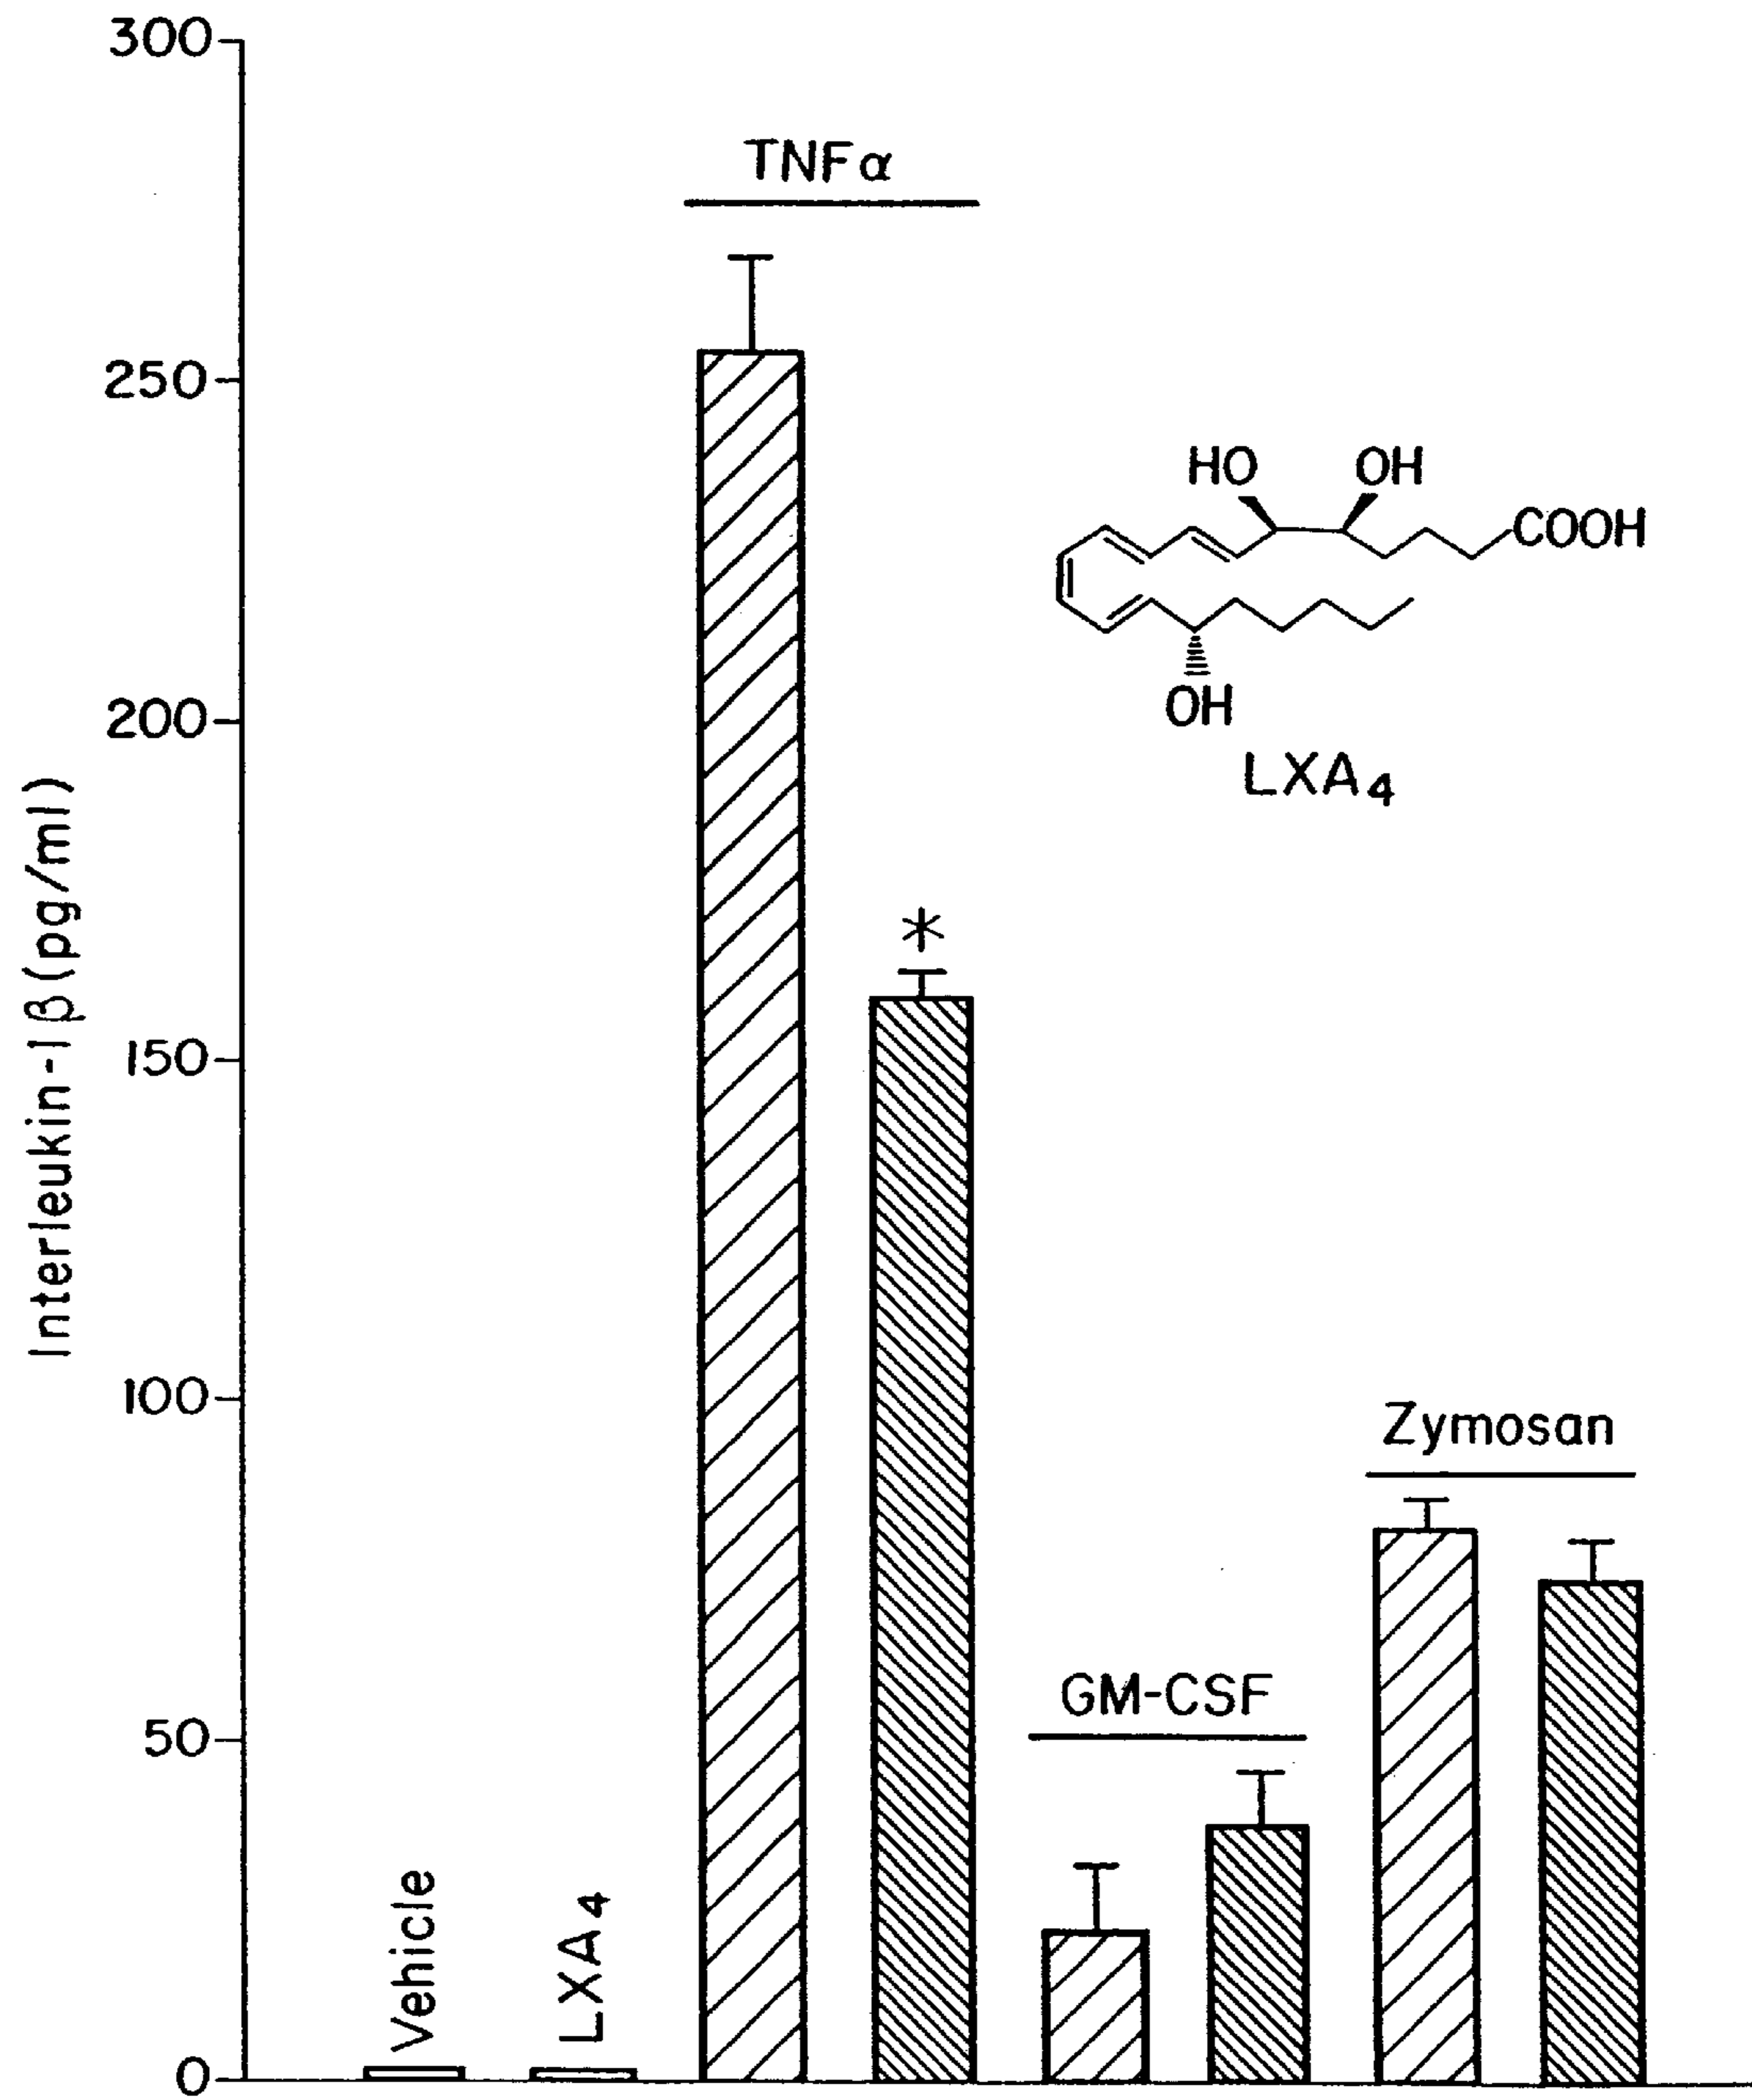 300
250
200
150
100
50
0
Interleukin-1β(pg/ml)
Vehicle
LXA4
TNFα
*
HO OH
COOH
OH
LXA4
GM-CSF
Zymosan